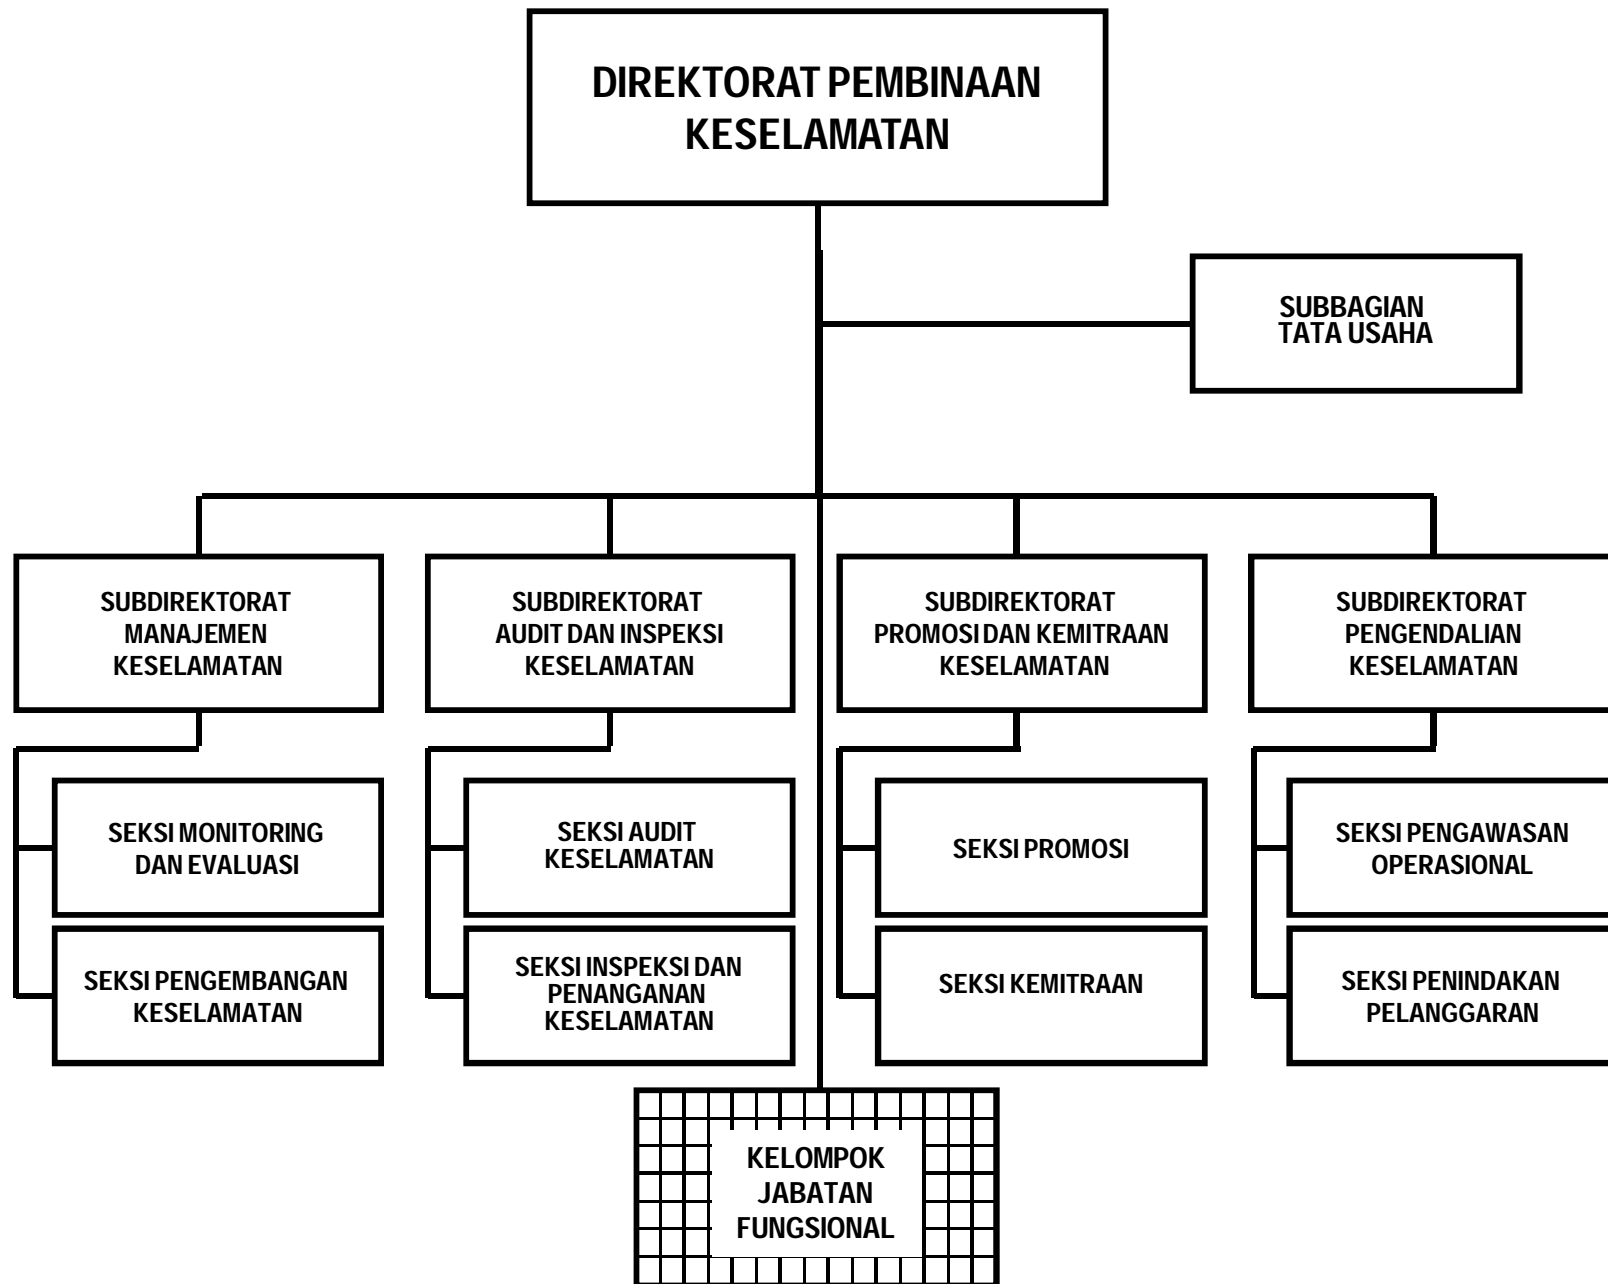 DIREKTORAT PEMBINAAN
KESELAMATAN
SUBBAGIAN
TATA USAHA
SUBDIREKTORAT
MANAJEMEN
KESELAMATAN
SUBDIREKTORAT
AUDIT DAN INSPEKSI
KESELAMATAN
SUBDIREKTORAT
PROMOSI DAN KEMITRAAN
KESELAMATAN
SUBDIREKTORAT
PENGENDALIAN
KESELAMATAN
SEKSI MONITORING
DAN EVALUASI
SEKSI AUDIT
KESELAMATAN
SEKSI PROMOSI
SEKSI PENGAWASAN
OPERASIONAL
SEKSI PENGEMBANGAN
KESELAMATAN
SEKSI INSPEKSI DAN
PENANGANAN
KESELAMATAN
SEKSI KEMITRAAN
SEKSI PENINDAKAN
PELANGGARAN
KELOMPOK
JABATAN
FUNGSIONAL